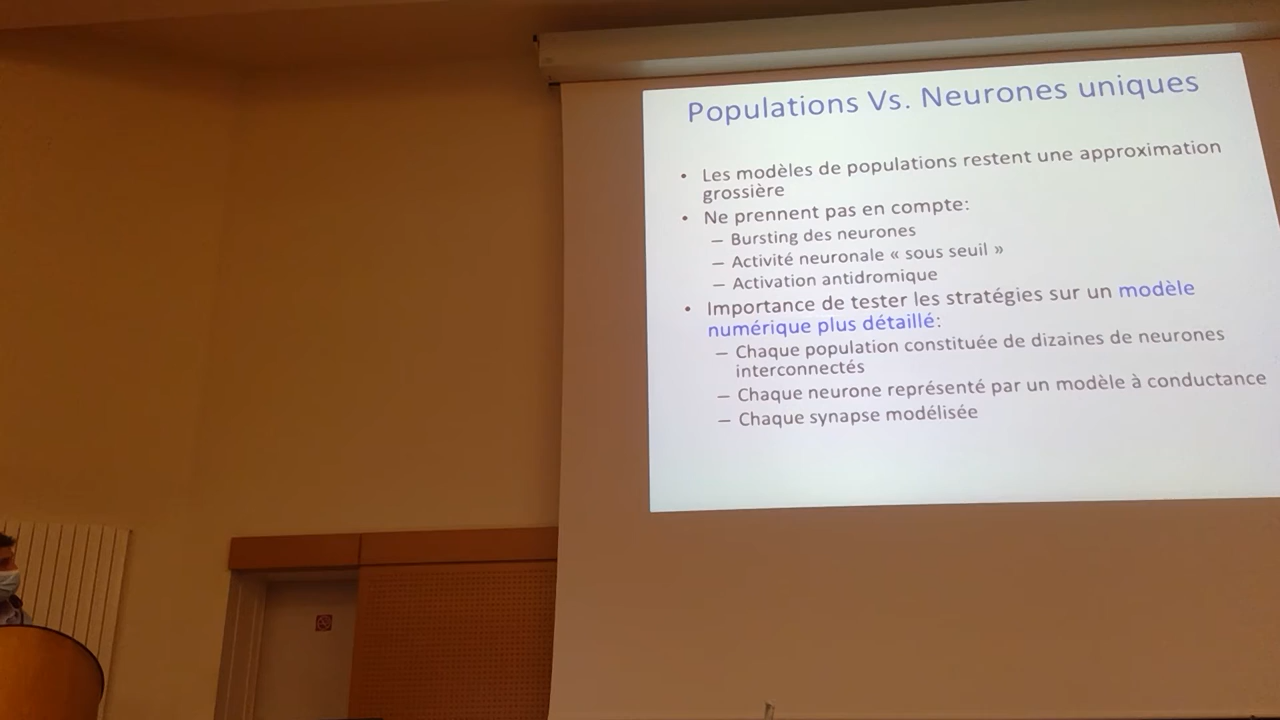 Populations Vs. Neurones uniques
• Les modèles de populations restent une approximation
grossière
• Ne prennent pas en compte:
– Bursting des neurones
– Activité neuronale « sous seuil »
– Activation antidromique
• Importance de tester les stratégies sur un modèle
numérique plus détaillé:
– Chaque population constituée de dizaines de neurones
interconnectés
– Chaque neurone représenté par un modèle à conductance
– Chaque synapse modélisée